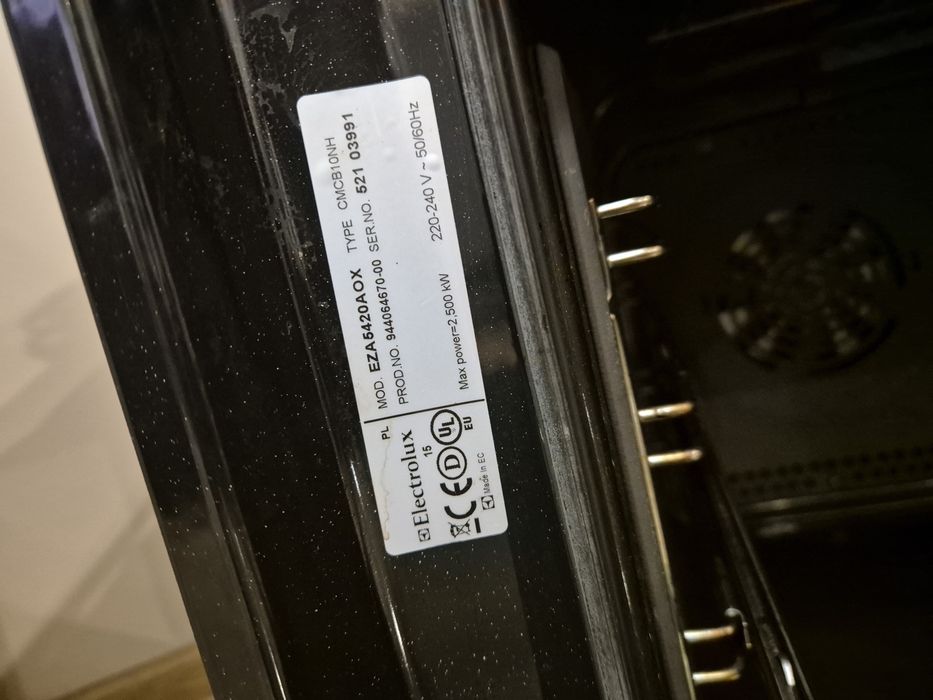 PL
Electrolux
15
CE D UL
EU
Made in EC
MOD. EZA5420AOX TYPE CMCB10NH
PROD.NO. 944064670-00 SER.NO. 521 03991
Max power=2,500 kW 220-240 V ~ 50/60Hz